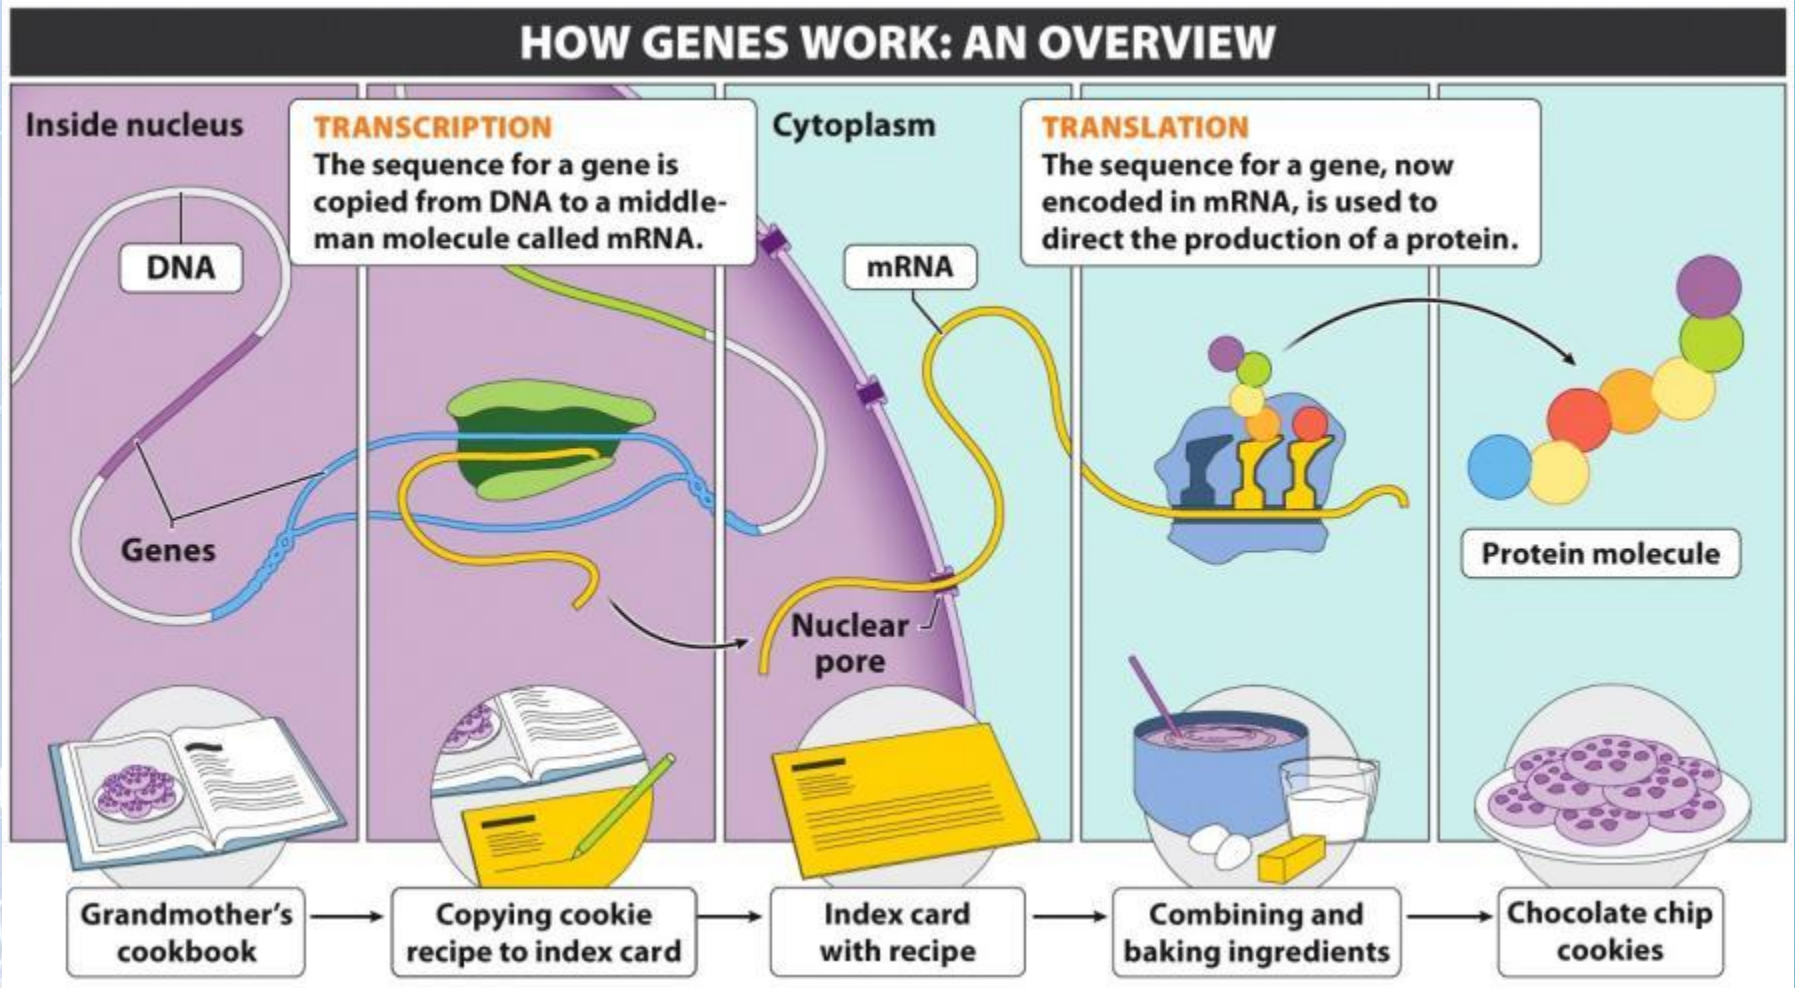 HOW GENES WORK: AN OVERVIEW
Inside nucleus
TRANSCRIPTION
The sequence for a gene is
copied from DNA to a middle-
man molecule called mRNA.
Cytoplasm
TRANSLATION
The sequence for a gene, now
encoded in mRNA, is used to
direct the production of a protein.
DNA
mRNA
Genes
Nuclear
pore
Protein molecule
Grandmother's
cookbook
Copying cookie
recipe to index card
Index card
with recipe
Combining and
baking ingredients
Chocolate chip
cookies